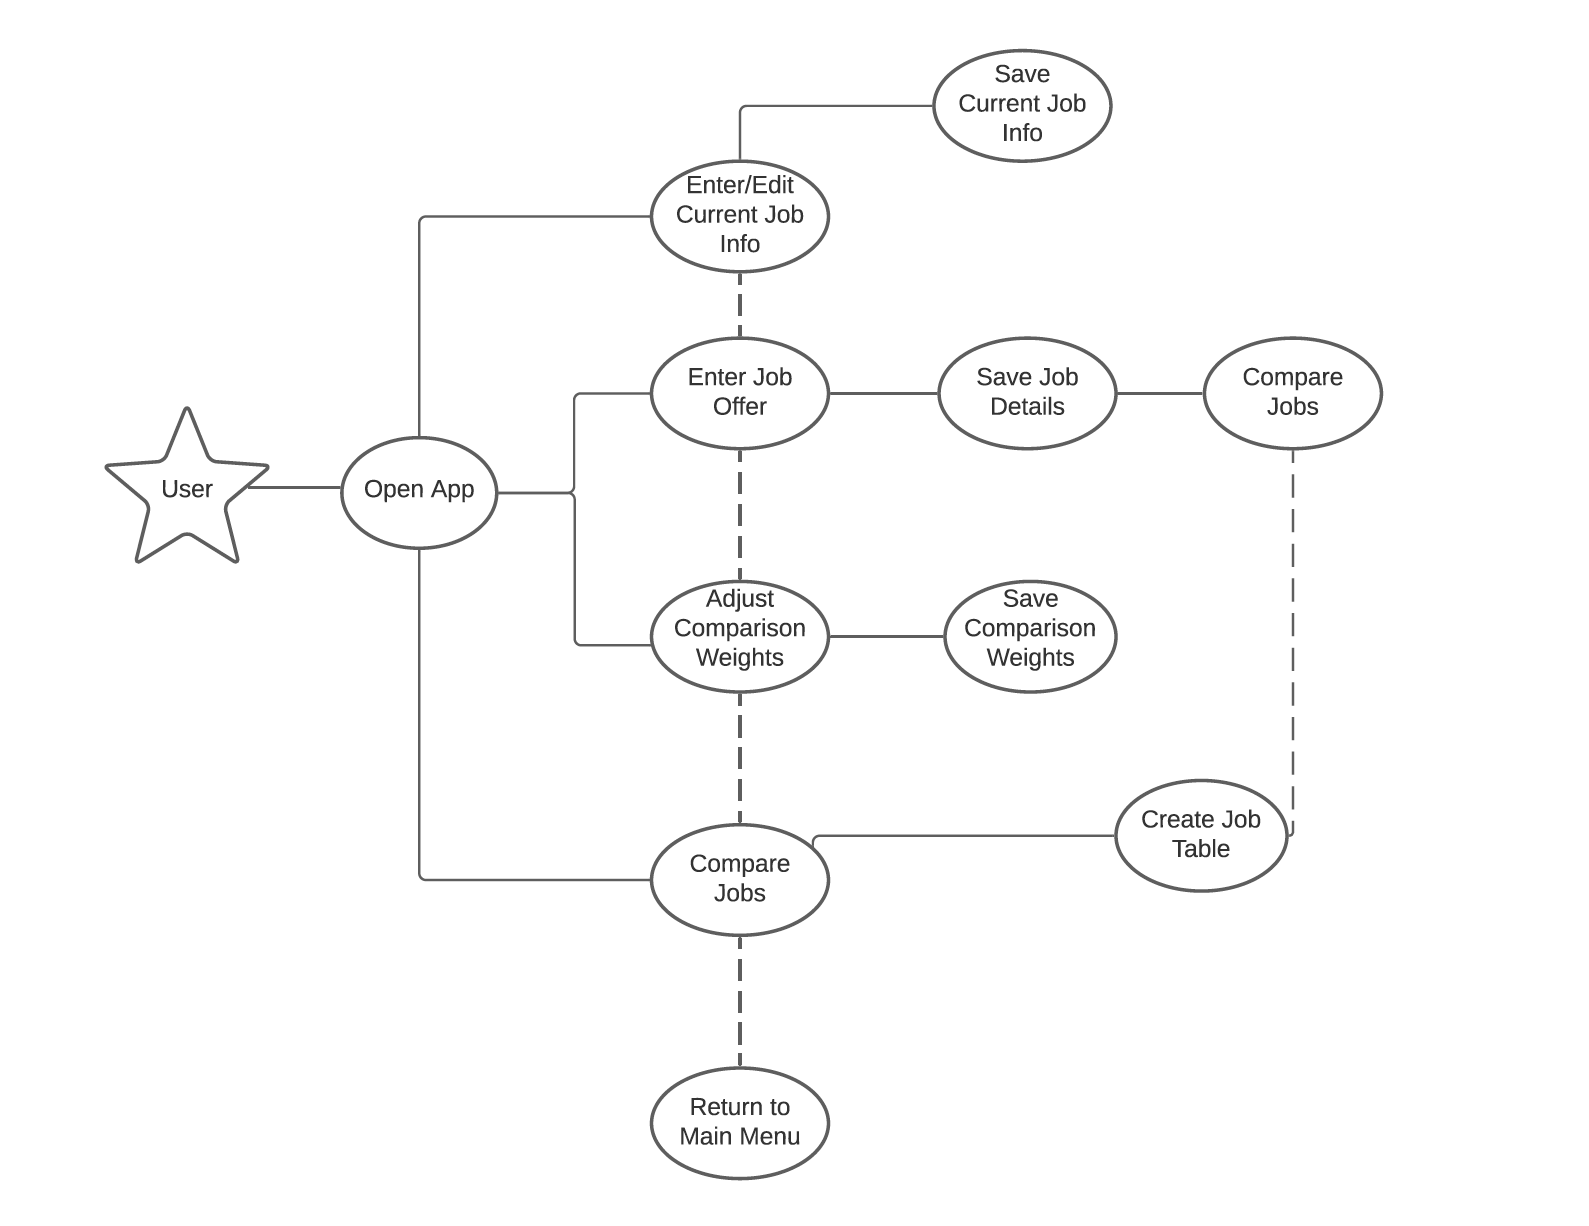 Save
Current Job
Info
Enter/Edit
Current Job
Info
Enter Job
Offer
Save Job
Details
Compare
Jobs
User
Open App
Adjust
Comparison
Weights
Save
Comparison
Weights
Compare
Jobs
Create Job
Table
Return to
Main Menu